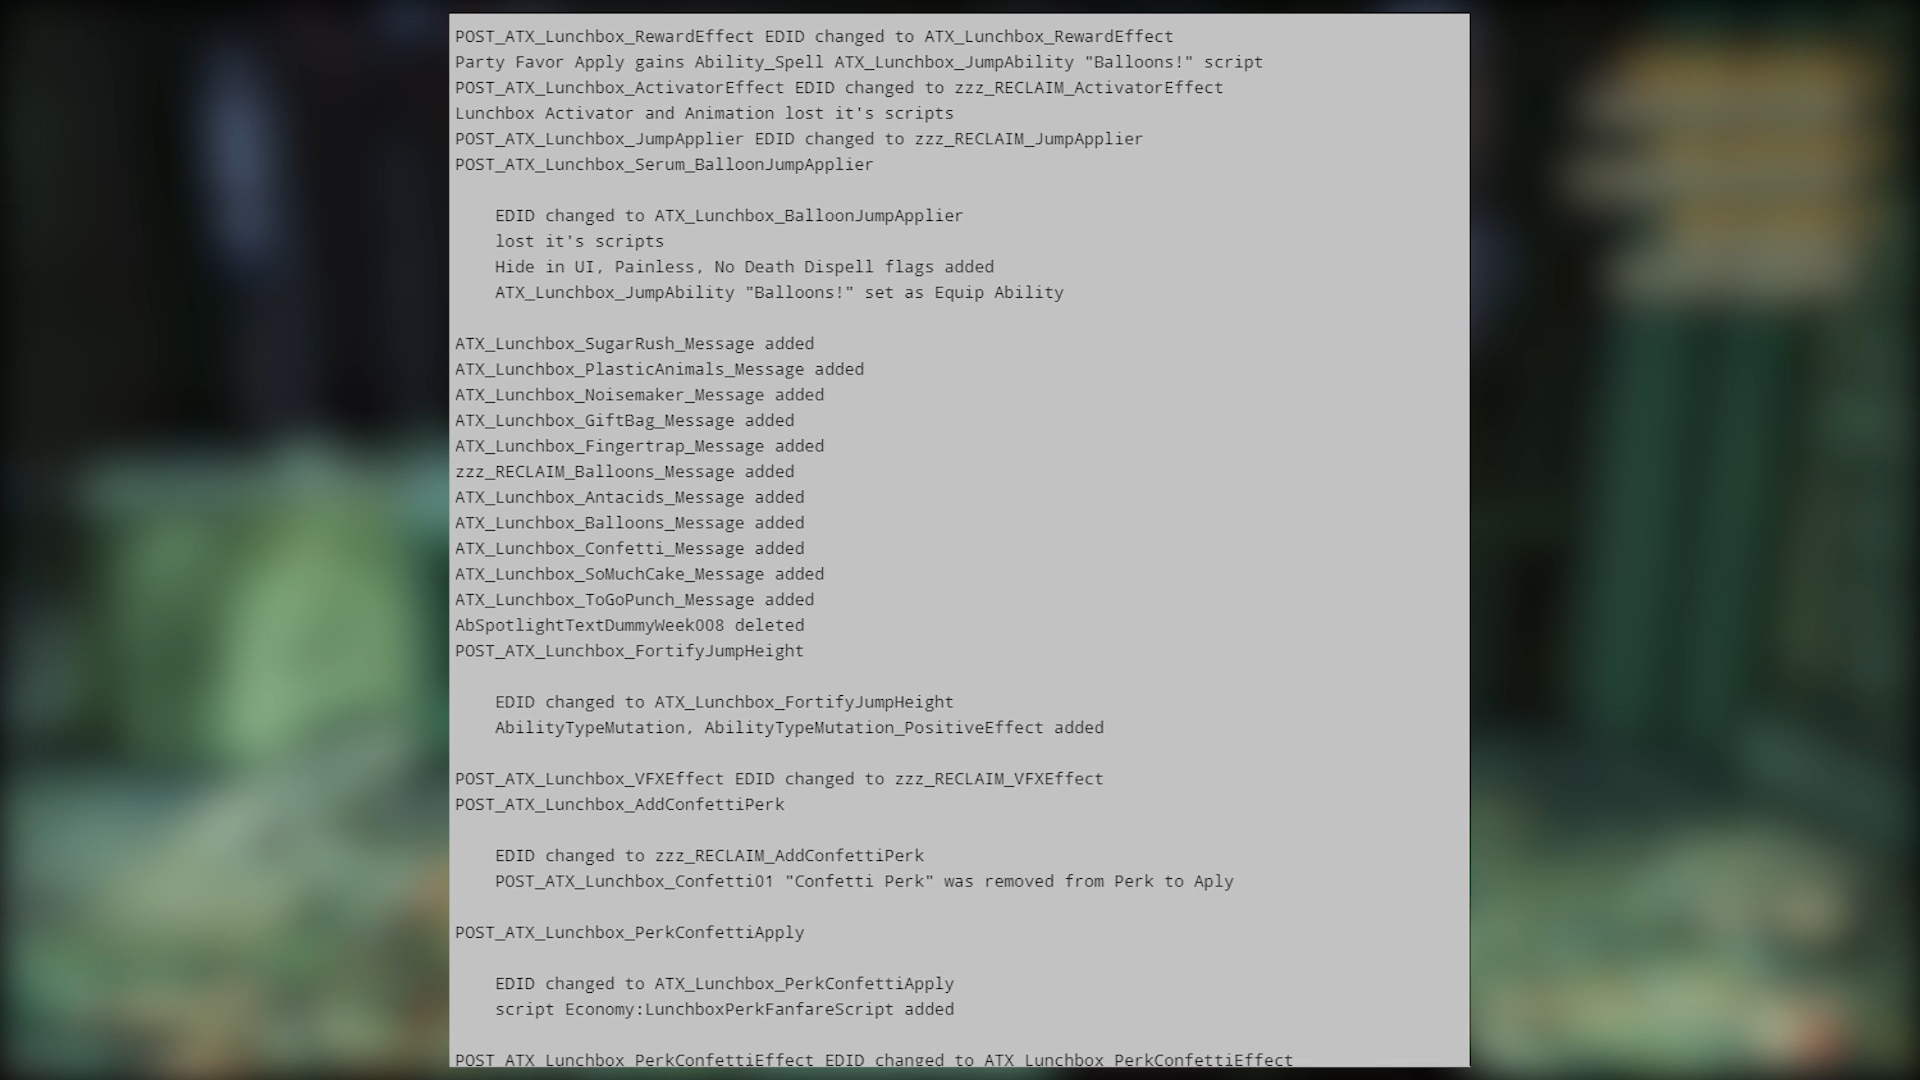 POST_ATX_Lunchbox_RewardEffect EDID changed to ATX_Lunchbox_RewardEffect
Party Favor Apply gains Ability_Spell ATX_Lunchbox_JumpAbility "Balloons!" script
POST_ATX_Lunchbox_ActivatorEffect EDID changed to zzz_RECLAIM_ActivatorEffect
Lunchbox Activator and Animation lost it's scripts
POST_ATX_Lunchbox_JumpApplier EDID changed to zzz_RECLAIM_JumpApplier
POST_ATX_Lunchbox_Serum_BalloonJumpApplier
EDID changed to ATX_Lunchbox_BalloonJumpApplier
lost it's scripts
Hide in UI, Painless, No Death Dispell flags added
ATX_Lunchbox_JumpAbility "Balloons!" set as Equip Ability
ATX_Lunchbox_SugarRush_Message added
ATX_Lunchbox_PlasticAnimals_Message added
ATX_Lunchbox_Noisemaker_Message added
ATX_Lunchbox_GiftBag_Message added
ATX_Lunchbox_Fingertrap_Message added
zzz_RECLAIM_Balloons_Message added
ATX_Lunchbox_Antacids_Message added
ATX_Lunchbox_Balloons_Message added
ATX_Lunchbox_Confetti_Message added
ATX_Lunchbox_SoMuchCake_Message added
ATX_Lunchbox_ToGoPunch_Message added
AbSpotlightTextDummyWeek008 deleted
POST_ATX_Lunchbox_FortifyJumpHeight
EDID changed to ATX_Lunchbox_FortifyJumpHeight
AbilityTypeMutation, AbilityTypeMutation_PositiveEffect added
POST_ATX_Lunchbox_VFXEffect EDID changed to zzz_RECLAIM_VFXEffect
POST_ATX_Lunchbox_AddConfettiPerk
EDID changed to zzz_RECLAIM_AddConfettiPerk
POST_ATX_Lunchbox_Confetti01 "Confetti Perk" was removed from Perk to Aply
POST_ATX_Lunchbox_PerkConfettiApply
EDID changed to ATX_Lunchbox_PerkConfettiApply
script Economy:LunchboxPerkFanfareScript added
POST_ATX_Lunchbox_PerkConfettiEffect EDID changed to ATX_Lunchbox_PerkConfettiEffect